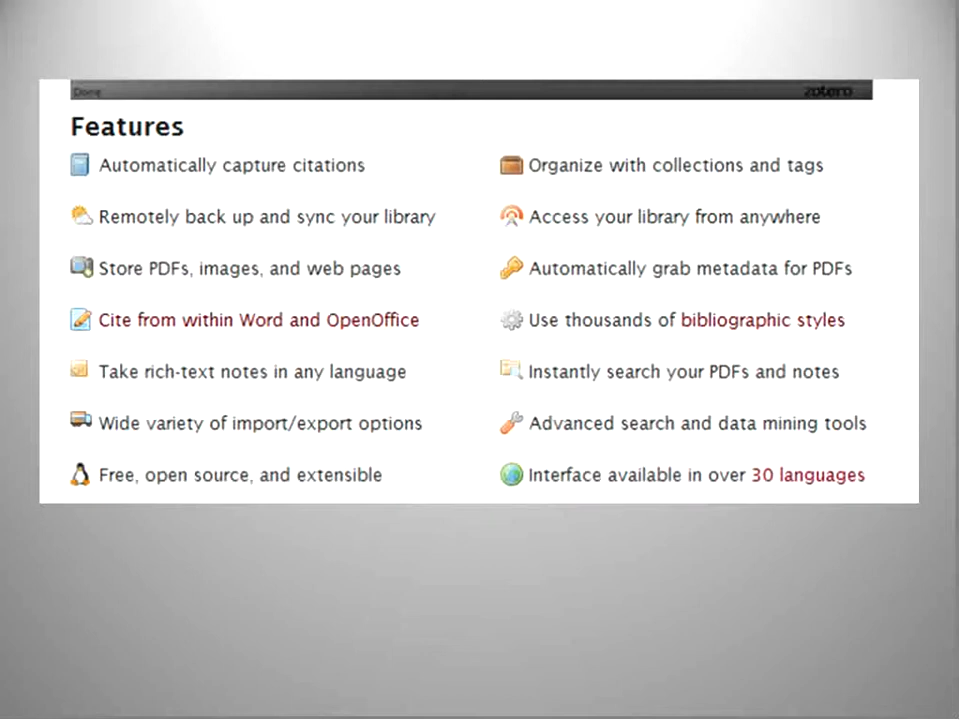 Done
zotero
Features
Automatically capture citations
Organize with collections and tags
Remotely back up and sync your library
Access your library from anywhere
Store PDFs, images, and web pages
Automatically grab metadata for PDFs
Cite from within Word and OpenOffice
Use thousands of bibliographic styles
Take rich-text notes in any language
Instantly search your PDFs and notes
Wide variety of import/export options
Advanced search and data mining tools
Free, open source, and extensible
Interface available in over 30 languages